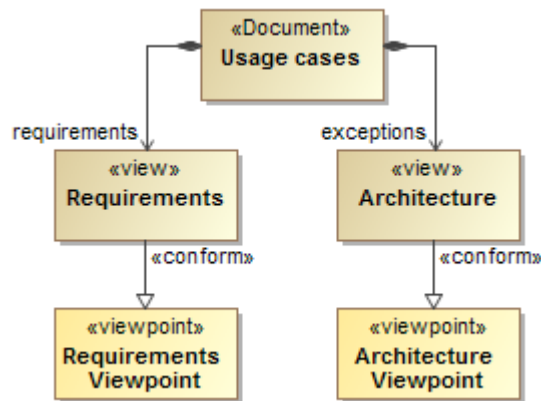 «Document»
Usage cases
requirements
exceptions
«view»
Requirements
«view»
Architecture
«conform»
«conform»
«viewpoint»
Requirements
Viewpoint
«viewpoint»
Architecture
Viewpoint